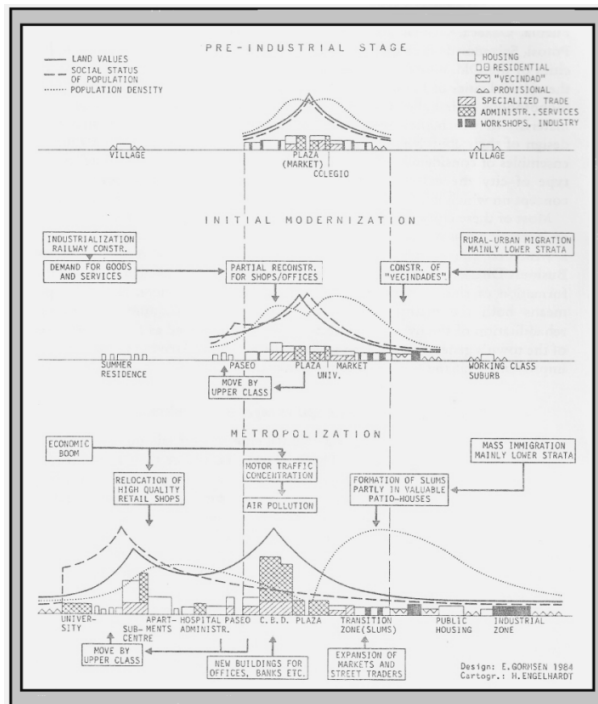 PRE-INDUSTRIAL STAGE
LAND VALUES
SOCIAL STATUS
OF POPULATION
POPULATION DENSITY
HOUSING
RESIDENTIAL
"VECINDAD"
PROVISIONAL
SPECIALIZED TRADE
ADMINISTR., SERVICES
WORKSHOPS, INDUSTRY
VILLAGE
PLAZA
(MARKET)
COLEGIO
VILLAGE
INITIAL MODERNIZATION
INDUSTRIALIZATION
RAILWAY CONSTR.
DEMAND FOR GOODS
AND SERVICES
PARTIAL RECONSTR.
FOR SHOPS/OFFICES
CONSTR. OF
"VECINDADES"
RURAL-URBAN MIGRATION
MAINLY LOWER STRATA
SUMMER
RESIDENCE
PASEO
PLAZA
UNIV.
MARKET
WORKING CLASS
SUBURB
MOVE BY
UPPER CLASS
METROPOLIZATION
ECONOMIC
BOOM
RELOCATION OF
HIGH QUALITY
RETAIL SHOPS
MOTOR TRAFFIC
CONCENTRATION
AIR POLLUTION
FORMATION OF SLUMS
PARTLY IN VALUABLE
PATIO-HOUSES
MASS IMMIGRATION
MAINLY LOWER STRATA
UNIVER-
SITY
SUB-
CENTRE
APART-
MENTS
HOSPITAL
ADMINISTR.
PASEO
C.B.D.
PLAZA
TRANSITION
ZONE(SLUMS)
PUBLIC
HOUSING
INDUSTRIAL
ZONE
MOVE BY
UPPER CLASS
NEW BUILDINGS FOR
OFFICES, BANKS ETC.
EXPANSION OF
MARKETS AND
STREET TRADERS
Design: E.GORMSEN 1984
Cartogr.: H.ENGELHARDT